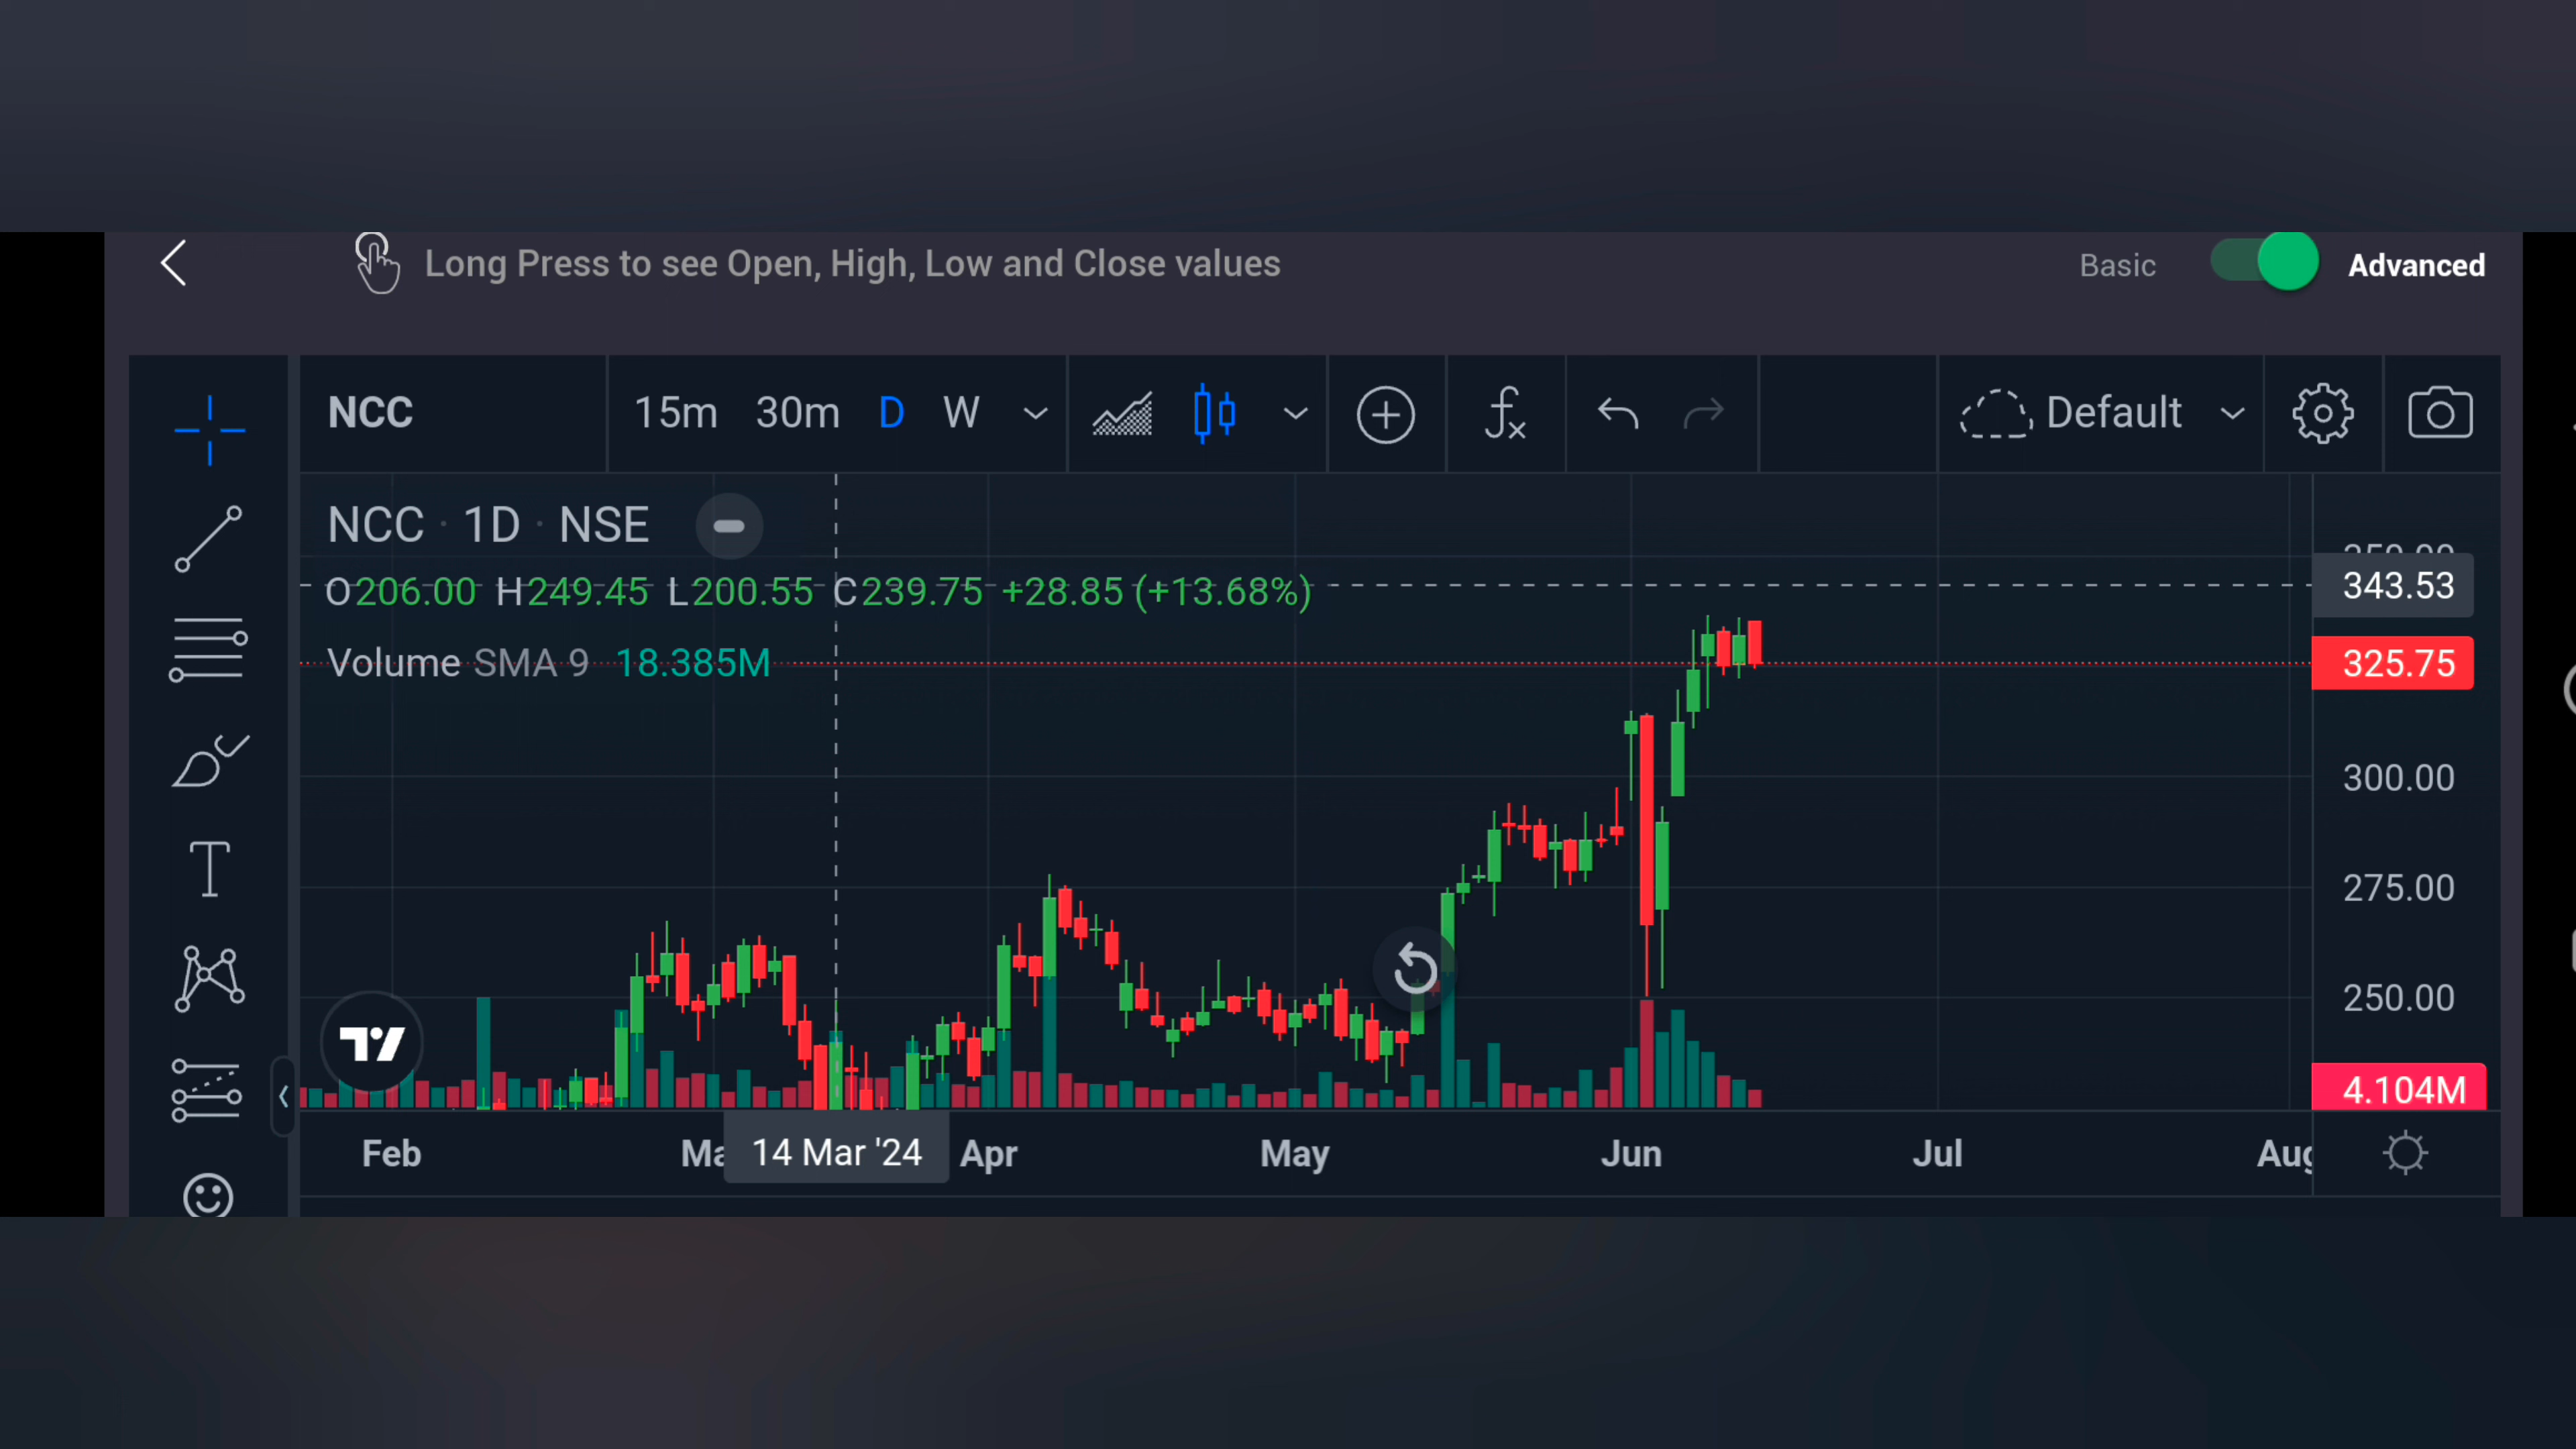 Long Press to see Open, High, Low and Close values
Basic Advanced
NCC 15m 30m D W Default
NCC · 1D · NSE
O206.00 H249.45 L200.55 C239.75 +28.85 (+13.68%)
343.53
Volume SMA 9 18.385M
325.75
300.00
275.00
250.00
4.104M
Feb 14 Mar '24 Apr May Jun Jul